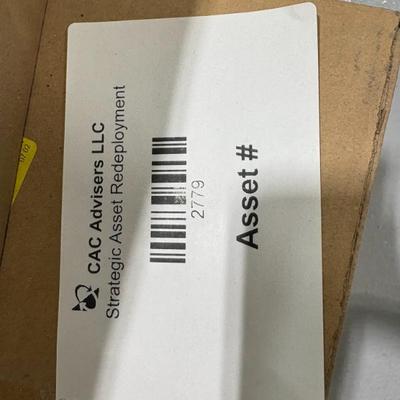 CAC Advisers LLC
Strategic Asset Redeployment
2779
Asset #